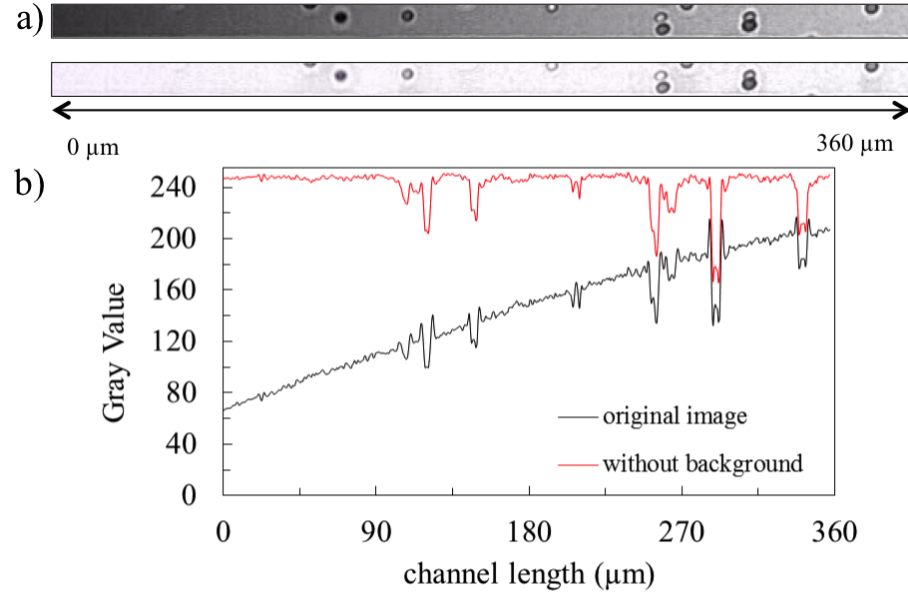 a)
0 µm
360 µm
b)
240
200
160
120
80
40
0
Gray Value
original image
without background
0 90 180 270 360
channel length (µm)